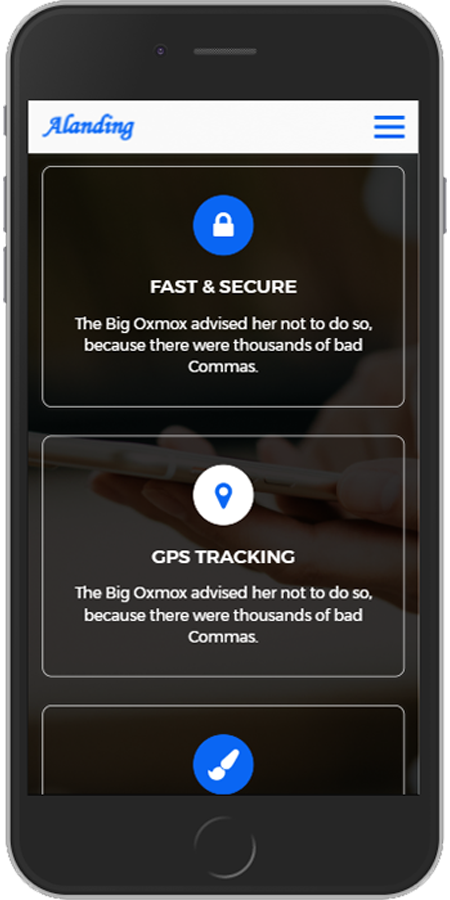 Alanding
FAST & SECURE
The Big Oxmox advised her not to do so,
because there were thousands of bad
Commas.
GPS TRACKING
The Big Oxmox advised her not to do so,
because there were thousands of bad
Commas.